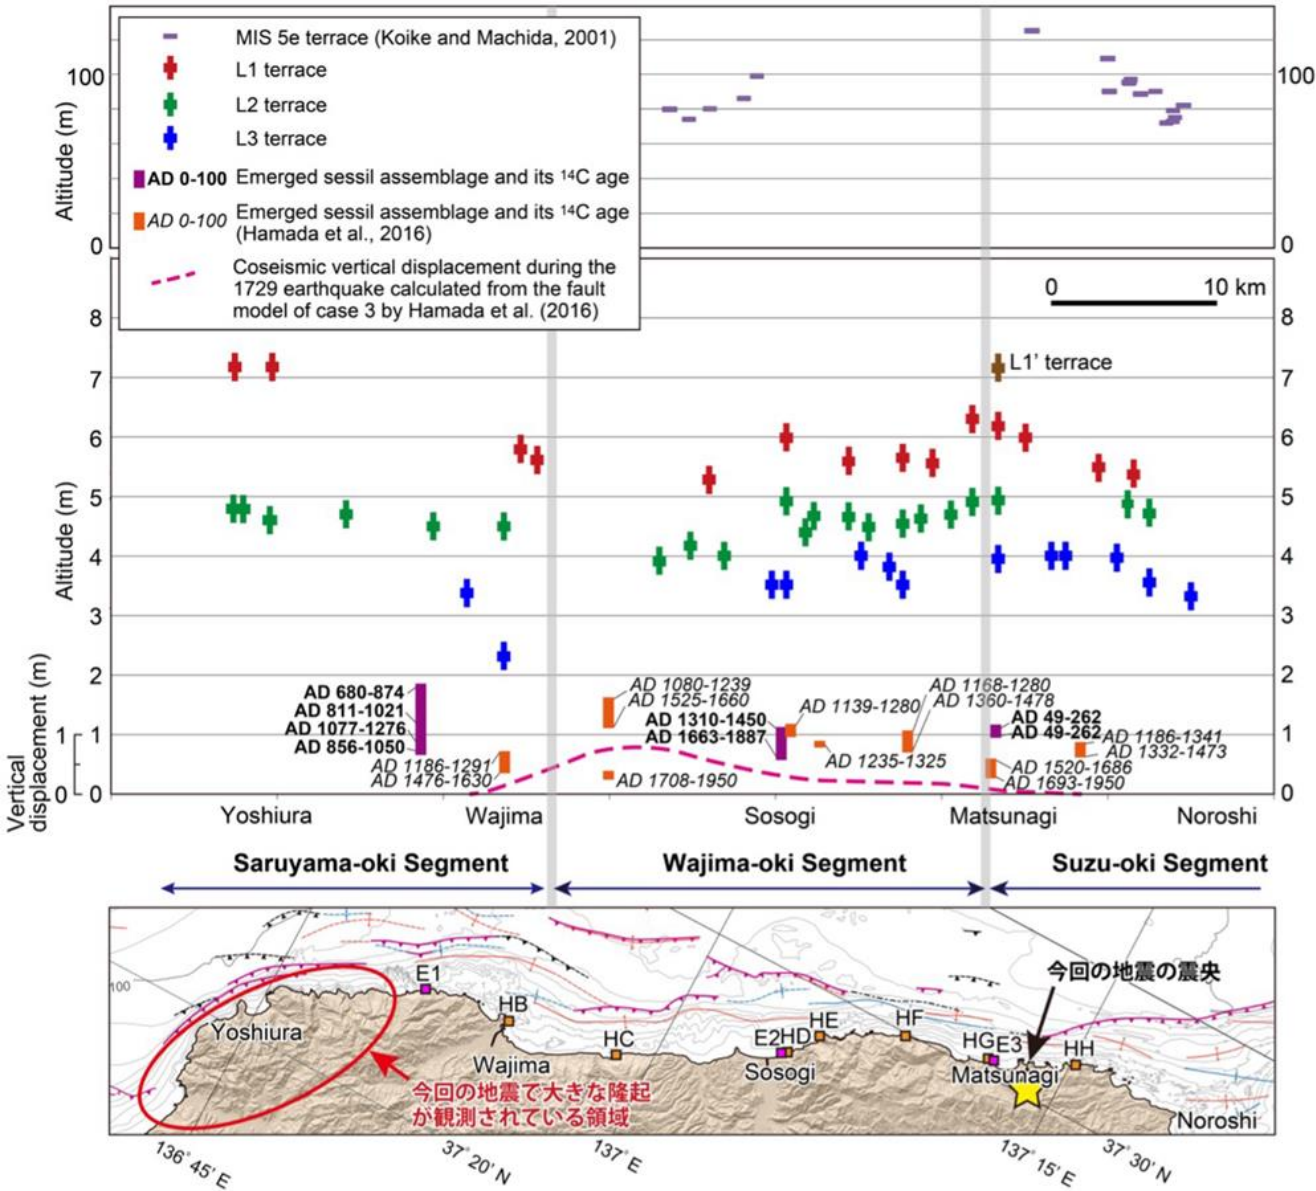 MIS 5e terrace (Koike and Machida, 2001)
L1 terrace
L2 terrace
L3 terrace
AD 0-100 Emerged sessil assemblage and its ¹⁴C age
AD 0-100 Emerged sessil assemblage and its ¹⁴C age
(Hamada et al., 2016)
Coseismic vertical displacement during the
1729 earthquake calculated from the fault
model of case 3 by Hamada et al. (2016)
Altitude (m)
100
0
100
0
0 10 km
Altitude (m)
8
7
6
5
4
3
2
1
0
8
7
6
5
4
3
2
1
0
Vertical
displacement (m)
1
0
L1' terrace
AD 680-874
AD 811-1021
AD 1077-1276
AD 856-1050
AD 1186-1291
AD 1476-1630
AD 1080-1239
AD 1525-1660
AD 1708-1950
AD 1310-1450
AD 1663-1887
AD 1139-1280
AD 1235-1325
AD 1168-1280
AD 1360-1478
AD 49-262
AD 49-262
AD 1186-1341
AD 1332-1473
AD 1520-1686
AD 1693-1950
Yoshiura
Wajima
Sosogi
Matsunagi
Noroshi
Saruyama-oki Segment
Wajima-oki Segment
Suzu-oki Segment
100
E1
HB
HC
E2
HD
HE
HF
HG
E3
HH
Yoshiura
Wajima
Sosogi
Matsunagi
Noroshi
今回の地震の震央
今回の地震で大きな隆起
が観測されている領域
136° 45' E
37° 20' N
137° E
137° 15' E
37° 30' N